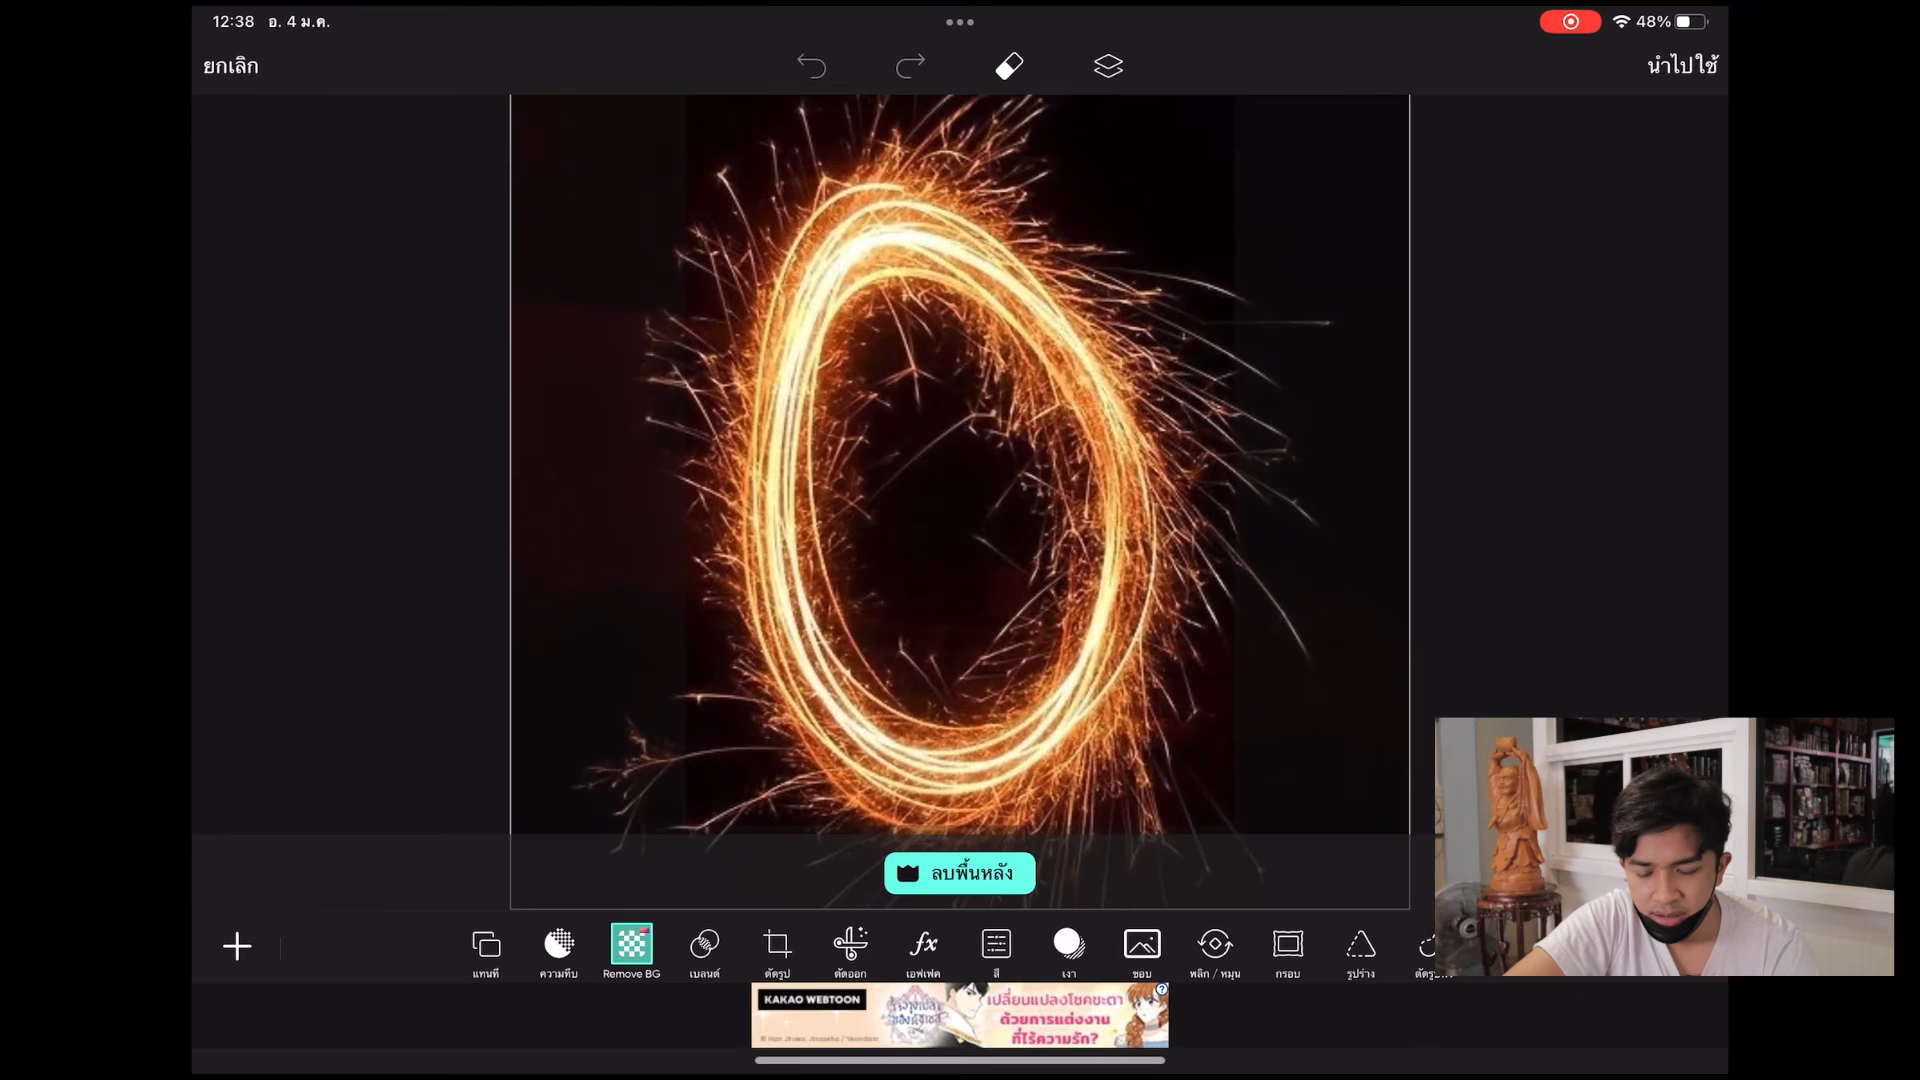 12:38 อ. 4 ม.ค.
48%
ยกเลิก
นำไปใช้
ลบพื้นหลัง
แทนที่
ความทึบ
Remove BG
เบลนด์
ตัดรูป
ตัดออก
fx
เอฟเฟค
สี
เงา
ขอบ
พลิก / หมุน
กรอบ
รูปร่าง
KAKAO WEBTOON
เปลี่ยนแปลงโชคชะตา
ด้วยการแต่งงาน
ที่ไร้ความรัก?